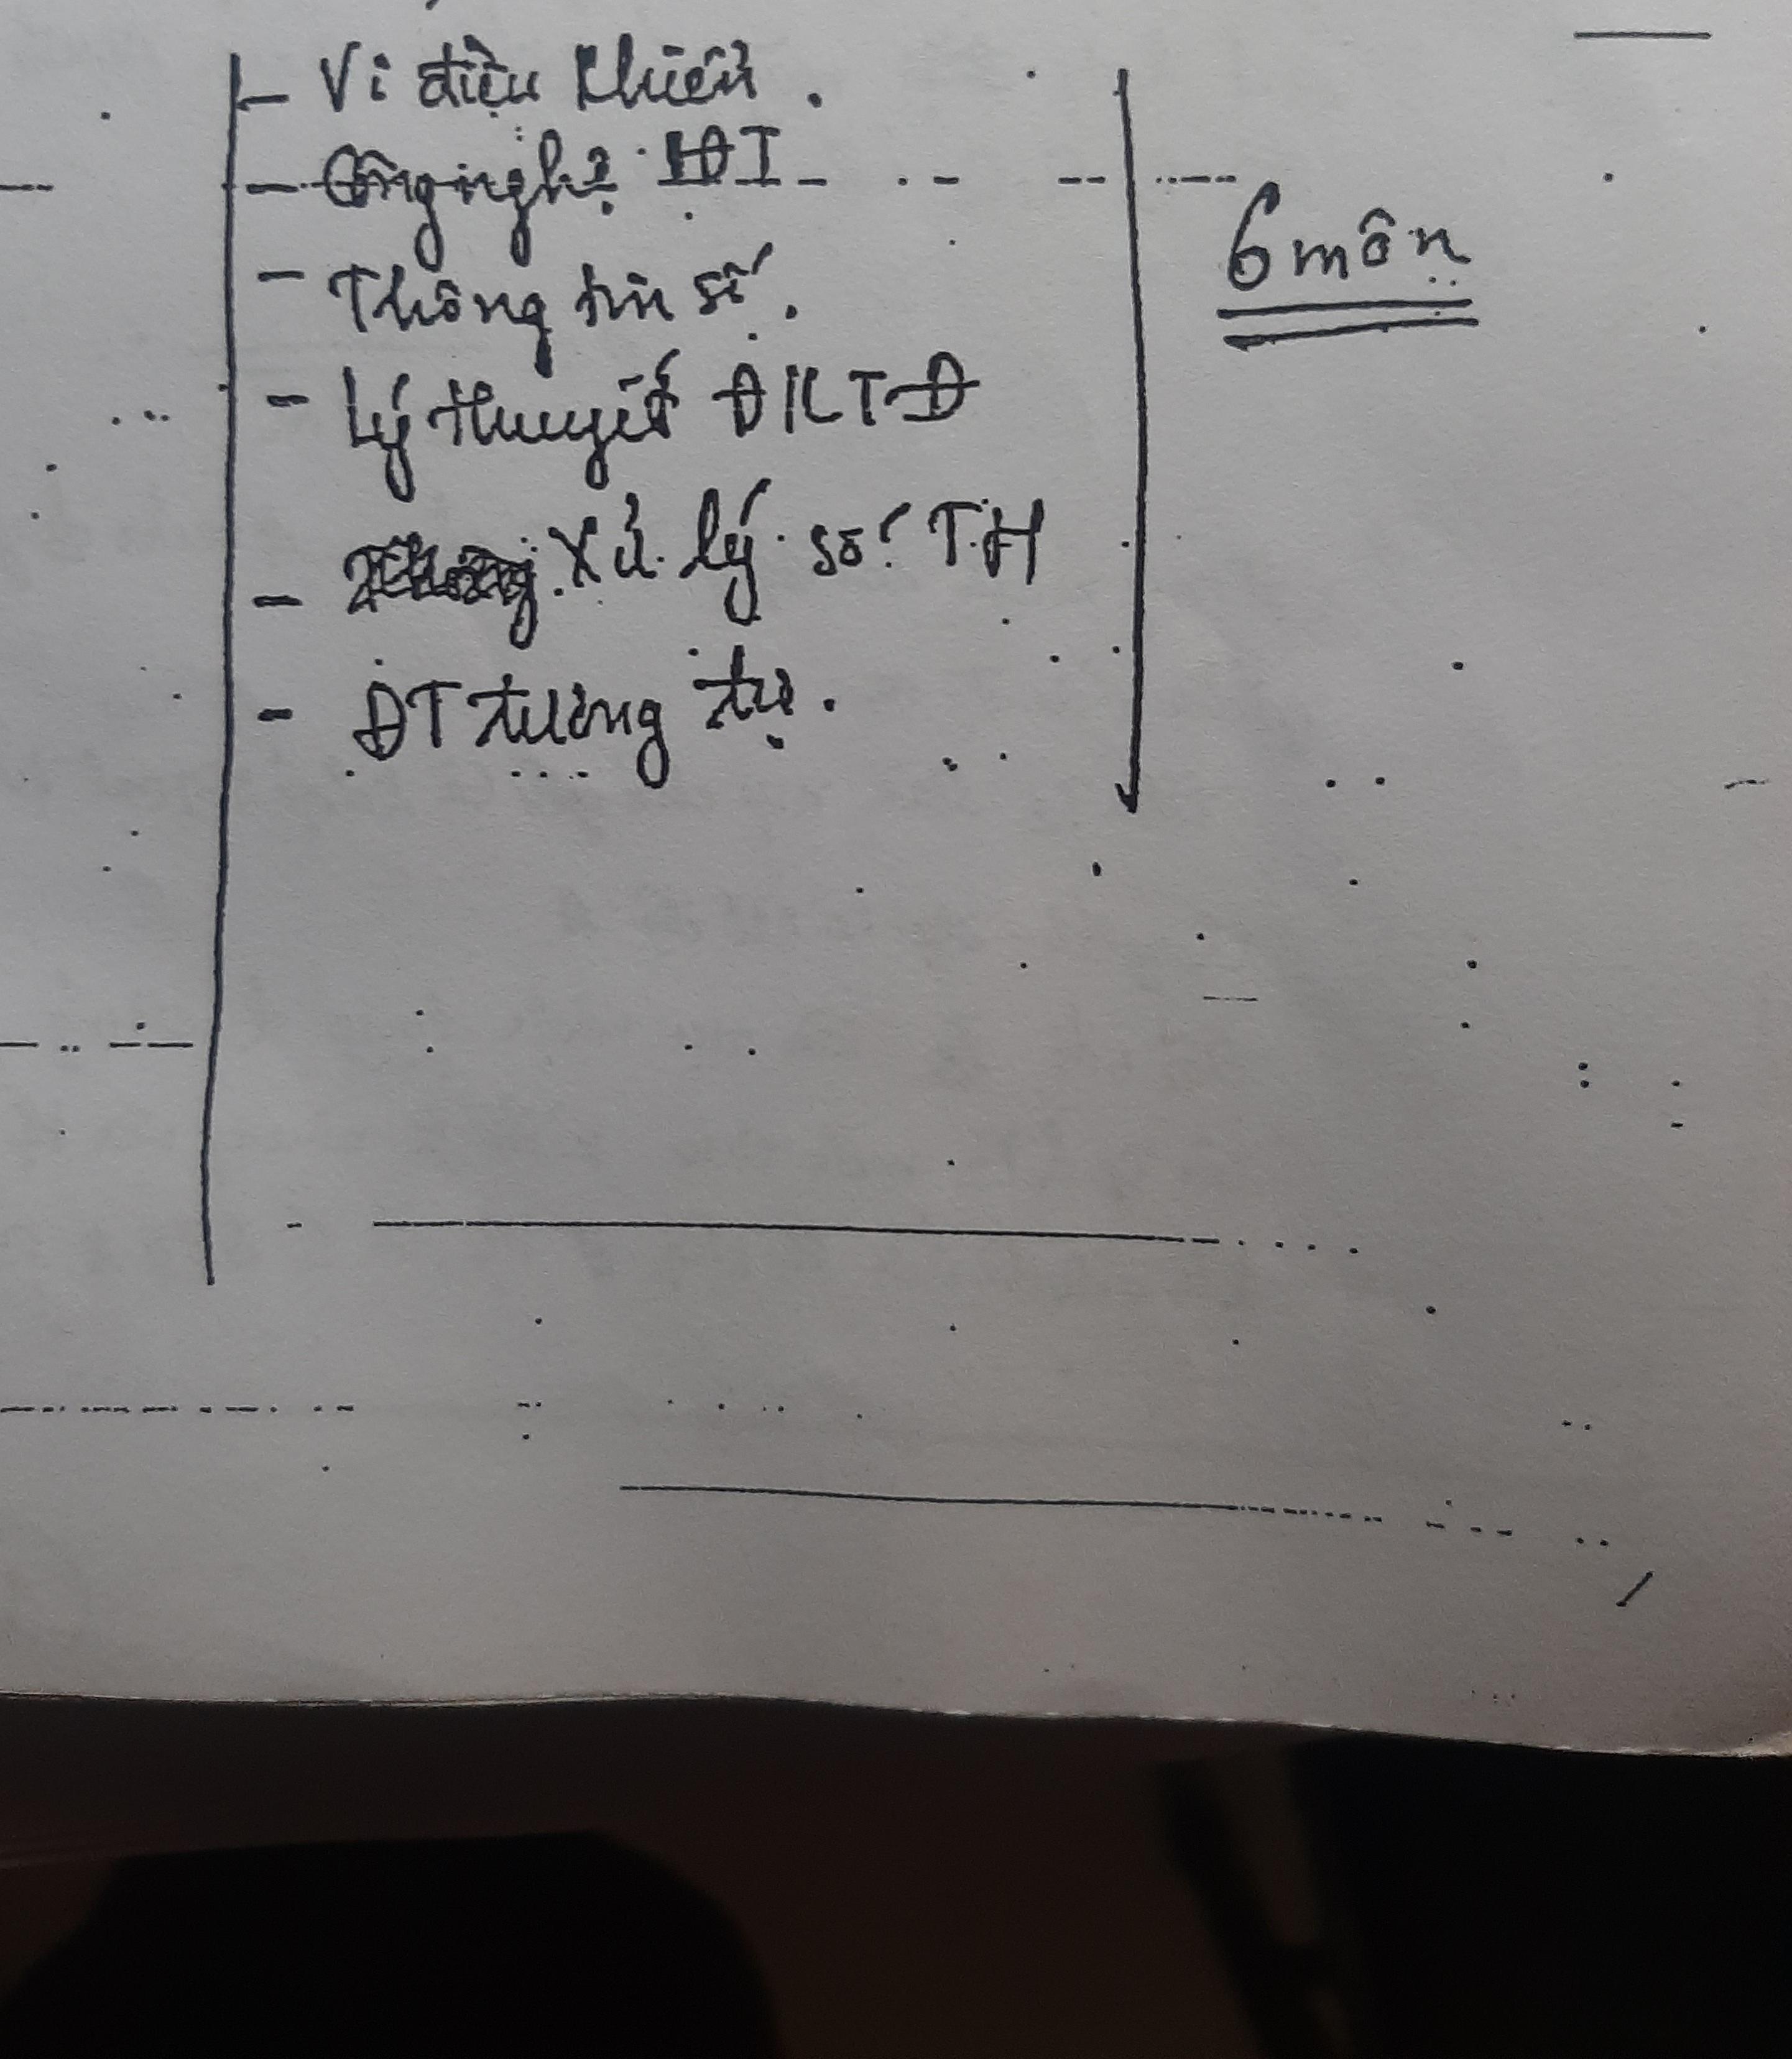 - Vi điều khiển.
- Công nghệ
- Thông tin số.
- Lý thuyết ĐKTĐ
- Xử lý số TH
- ĐT tương tự.
6 môn